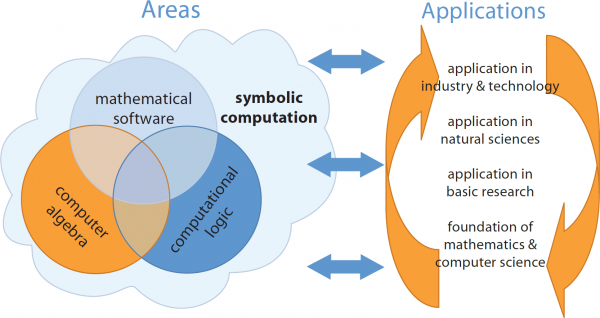 Areas
Applications
mathematical
software
symbolic
computation
computer
algebra
computational
logic
application in
industry & technology
application in
natural sciences
application in
basic research
foundation of
mathematics &
computer science